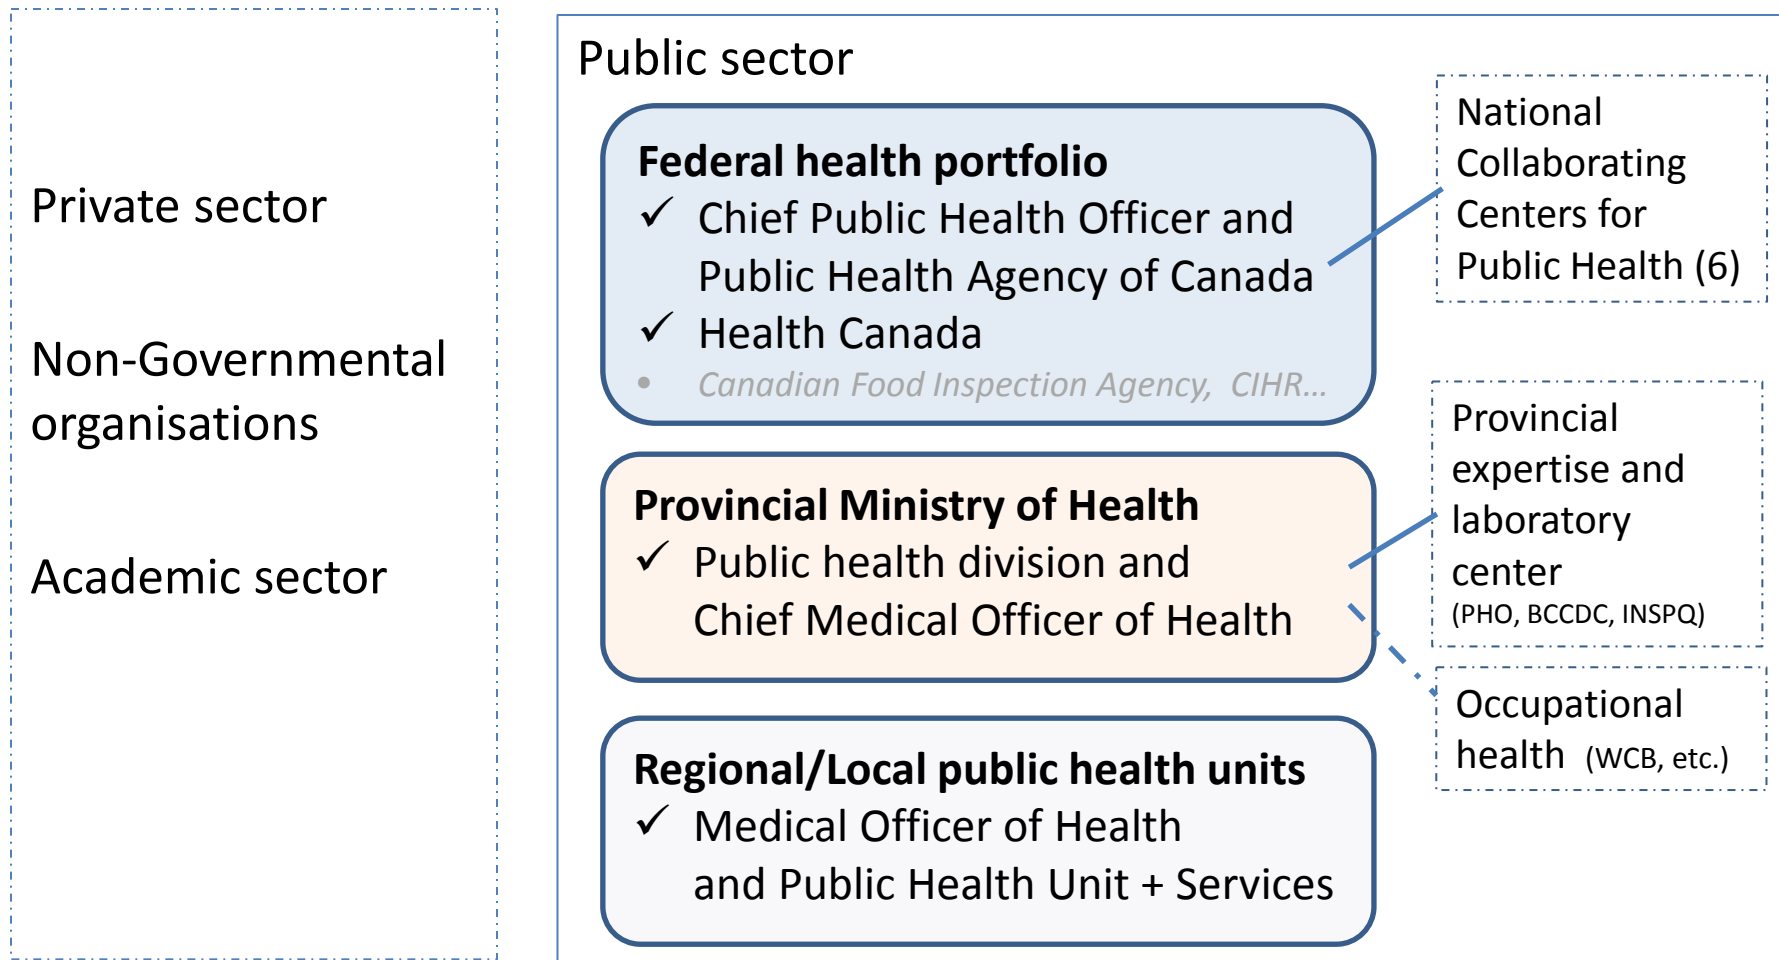 Private sector
Non-Governmental
organisations
Academic sector
Public sector
Federal health portfolio
✓ Chief Public Health Officer and
Public Health Agency of Canada
✓ Health Canada
• Canadian Food Inspection Agency, CIHR...
National
Collaborating
Centers for
Public Health (6)
Provincial Ministry of Health
✓ Public health division and
Chief Medical Officer of Health
Provincial
expertise and
laboratory
center
(PHO, BCCDC, INSPQ)
Occupational
health (WCB, etc.)
Regional/Local public health units
✓ Medical Officer of Health
and Public Health Unit + Services